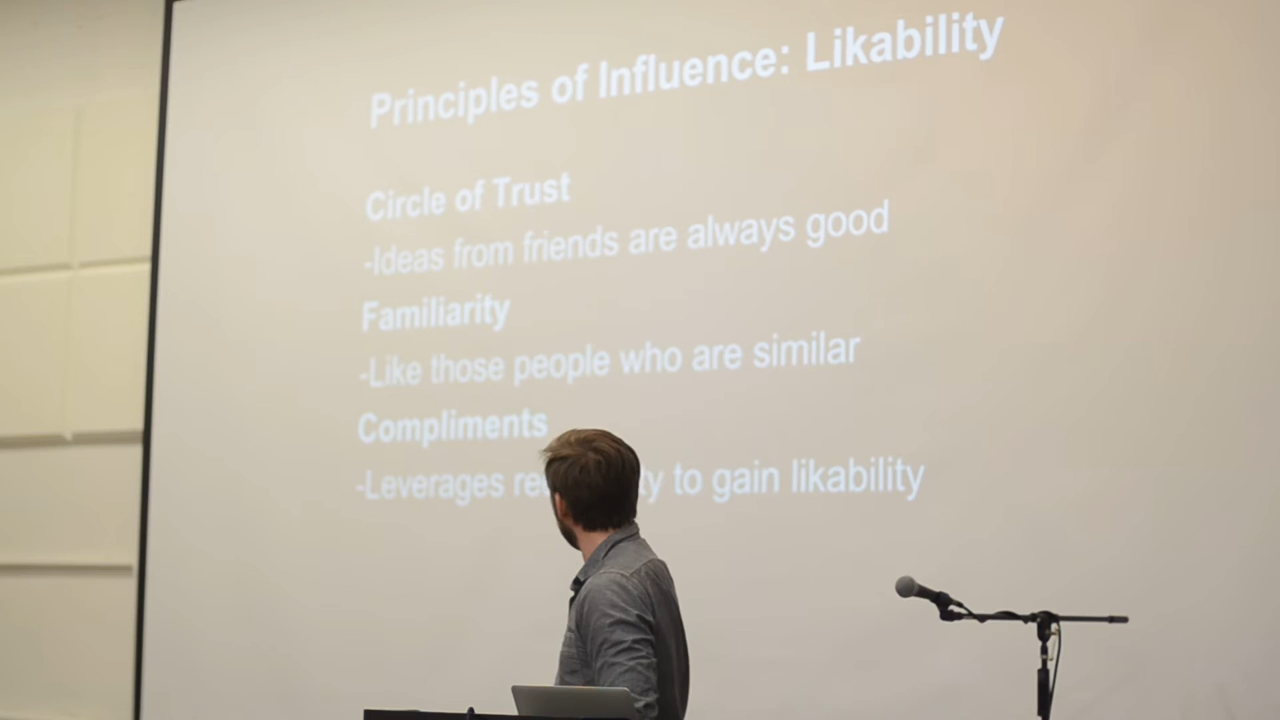 Principles of Influence: Likability
Circle of Trust
-Ideas from friends are always good
Familiarity
-Like those people who are similar
Compliments
-Leverages to gain likability